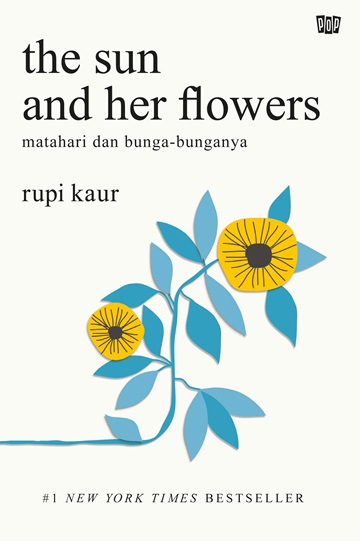 POP
the sun
and her flowers
matahari dan bunga-bunganya
rupi kaur
#1 NEW YORK TIMES BESTSELLER